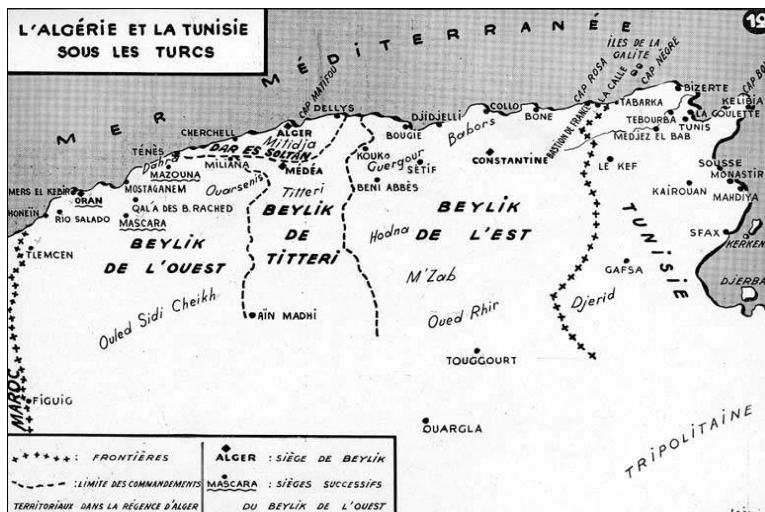 L'ALGÉRIE ET LA TUNISIE
SOUS LES TURCS
19
MER MÉDITERRANÉE
ÎLES DE LA
GALITE
CAP MATIFOU
CAP ROSA
LA CALLE
CAP NÈGRE
BASTION DE FRANCE
BIZERTE
CAP BON
KELIBIA
LA GOULETTE
TABARKA
TEBOURBA
TUNIS
MEDJEZ EL BAB
DELLYS
DJIDJELLI
COLLO
BONE
BOUGIE
Babors
CHERCHELL
ALGER
Mitidja
DAR ES SOLTAN
TÉNÈS
Dahra
MILIANA
MÉDÉA
KOUKO
Guergour
SÉTIF
CONSTANTINE
LE KEF
SOUSSE
MONASTIR
MAHDIYA
KAIROUAN
MAZOUNA
Ouarsenis
Titteri
BENI ABBÈS
MERS EL KEBIR
ORAN
MOSTAGANEM
HONEÏN
RIO SALADO
QAL'A DES B. RACHED
MASCARA
BEYLIK
DE
TITTERI
BEYLIK
DE L'EST
Hodna
BEYLIK
DE L'OUEST
TLEMCEN
TUNISIE
SFAX
KERKEN
GAFSA
DJERBA
M'Zab
Djerid
Oued Rhir
Ouled Sidi Cheikh
AÏN MADHI
TOUGGOURT
MAROC
FIGUIG
OUARGLA
TRIPOLITAINE
: FRONTIÈRES
: LIMITE DES COMMANDEMENTS
TERRITORIAUX DANS LA RÉGENCE D'ALGER
ALGER : SIÈGE DE BEYLIK
MASCARA : SIÈGES SUCCESSIFS
DU BEYLIK DE L'OUEST